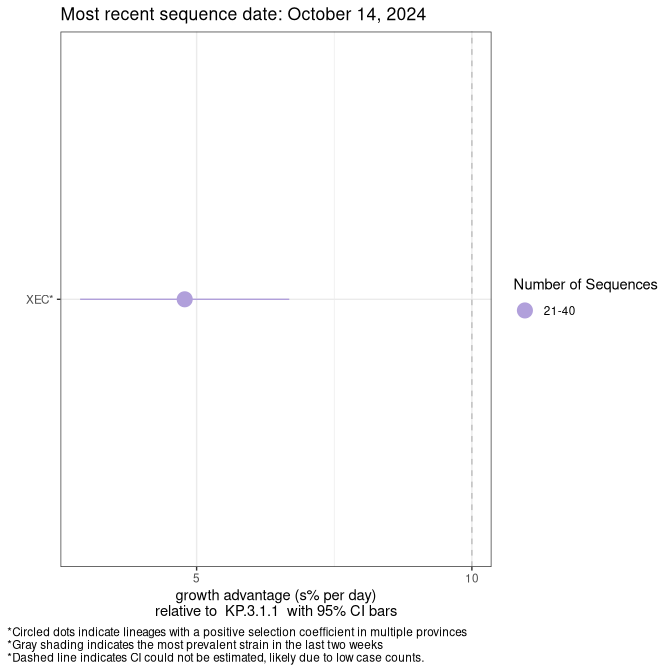 Most recent sequence date: October 14, 2024
XEC*
Number of Sequences
21-40
5
10
growth advantage (s% per day)
relative to  KP.3.1.1  with 95% CI bars
*Circled dots indicate lineages with a positive selection coefficient in multiple provinces
*Gray shading indicates the most prevalent strain in the last two weeks
*Dashed line indicates CI could not be estimated, likely due to low case counts.